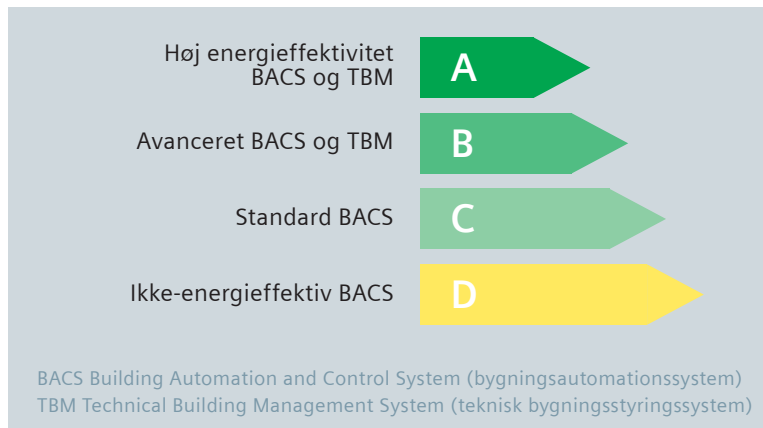 Høj energieffektivitet
BACS og TBM
A
Avanceret BACS og TBM
B
Standard BACS
C
Ikke-energieffektiv BACS
D
BACS Building Automation and Control System (bygningsautomationssystem)
TBM Technical Building Management System (teknisk bygningsstyringssystem)